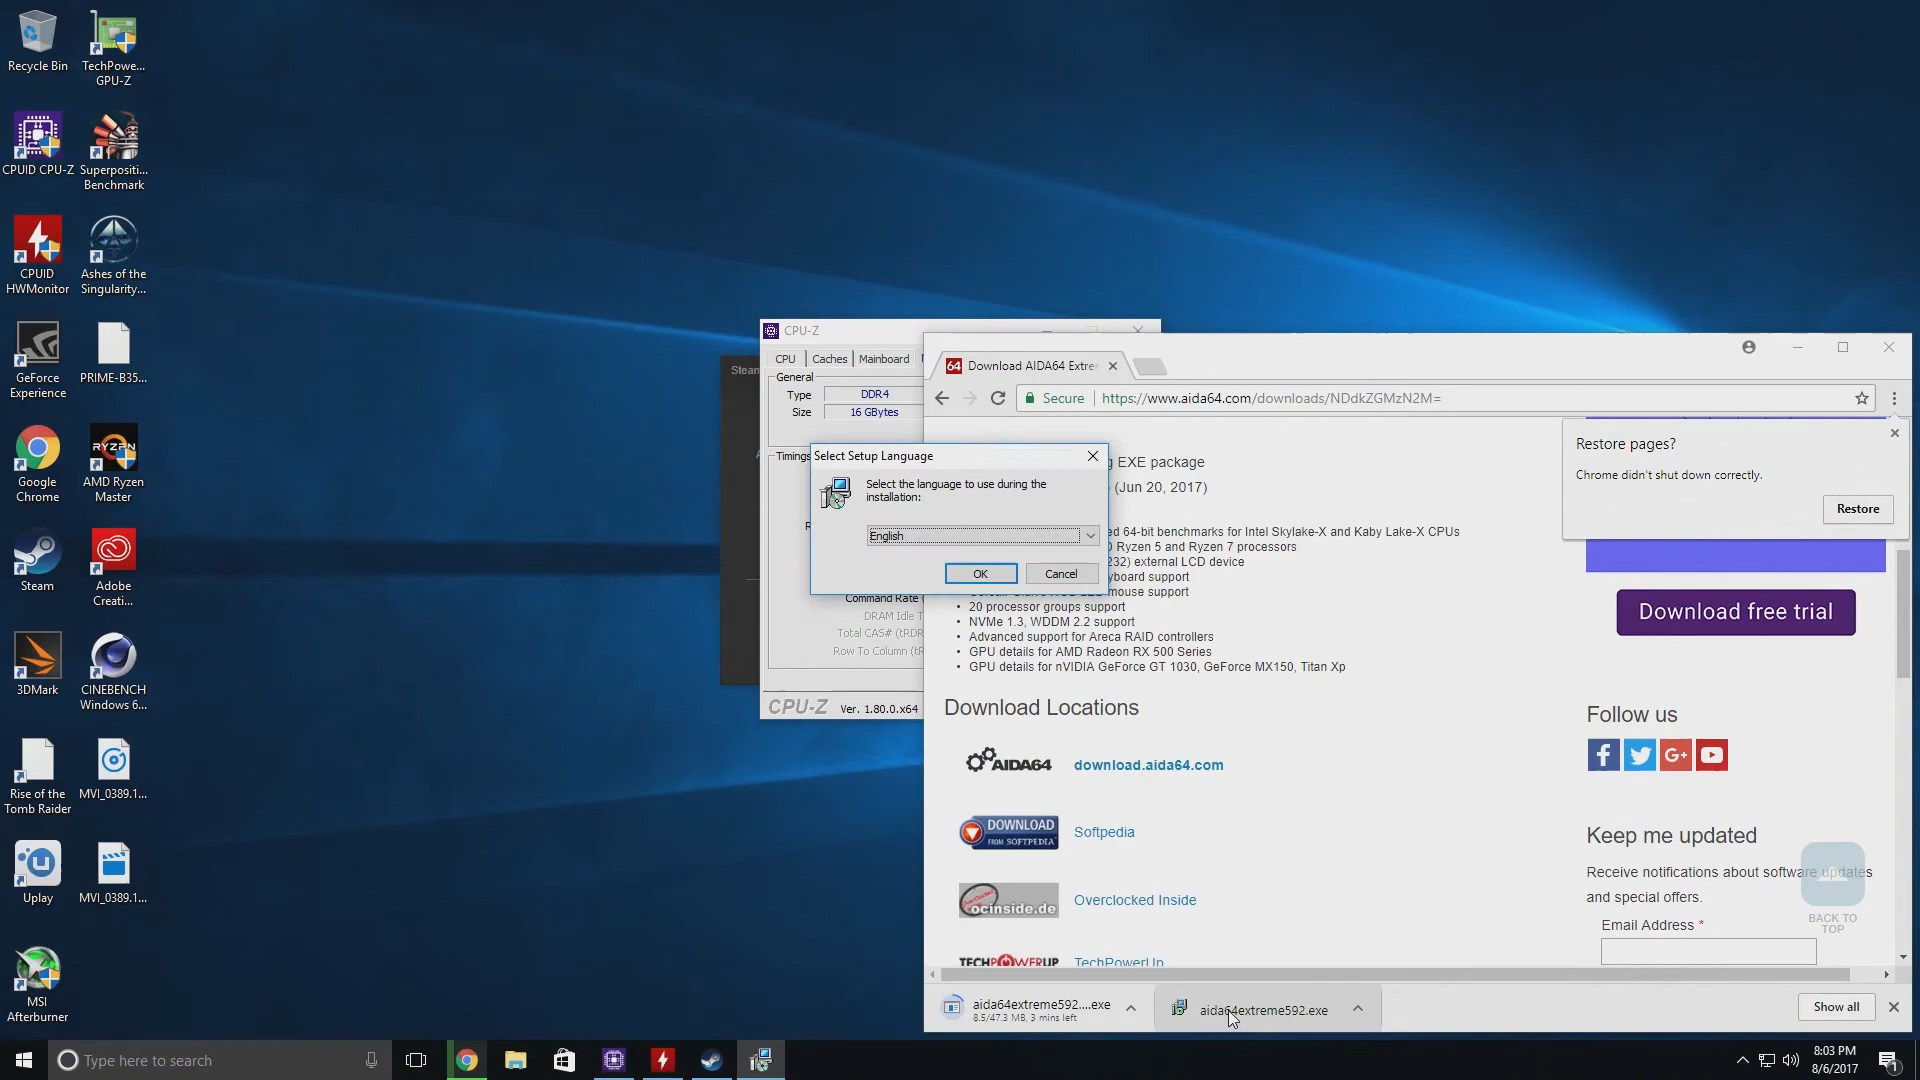 Recycle Bin
TechPowe...
GPU-Z
CPUID CPU-Z
Superpositi...
Benchmark
CPUID
HWMonitor
Ashes of the
Singularity...
GeForce
Experience
PRIME-B35...
Google
Chrome
RYZEN
AMD Ryzen
Master
Steam
Adobe
Creati...
3DMark
CINEBENCH
Windows 6...
Rise of the
Tomb Raider
MVI_0389.1...
Uplay
MVI_0389.1...
MSI
Afterburner
Steam
CPU-Z
CPU
Caches
Mainboard
General
Type
DDR4
Size
16 GBytes
Timings
Command Rate (
DRAM Idle T
Total CAS# (tRDR
Row To Column (tR
CPU-Z
Ver. 1.80.0.x64
Select Setup Language
Select the language to use during the
installation:
English
OK
Cancel
64
Download AIDA64 Extrem
Secure
https://www.aida64.com/downloads/NDdkZGMzN2M=
Restore pages?
Chrome didn't shut down correctly.
Restore
g EXE package
(Jun 20, 2017)
ed 64-bit benchmarks for Intel Skylake-X and Kaby Lake-X CPUs
D Ryzen 5 and Ryzen 7 processors
232) external LCD device
yboard support
mouse support
• 20 processor groups support
• NVMe 1.3, WDDM 2.2 support
• Advanced support for Areca RAID controllers
• GPU details for AMD Radeon RX 500 Series
• GPU details for nVIDIA GeForce GT 1030, GeForce MX150, Titan Xp
Download Locations
AIDA64
download.aida64.com
DOWNLOAD
FROM SOFTPEDIA
Softpedia
ocinside.de
Overclocked Inside
TECHPOWERUP
TechPowerUp
Download free trial
Follow us
Keep me updated
Receive notifications about software updates
and special offers.
Email Address *
BACK TO
TOP
aida64extreme592....exe
8.5/47.3 MB, 3 mins left
aida64extreme592.exe
Show all
Type here to search
8:03 PM
8/6/2017
1